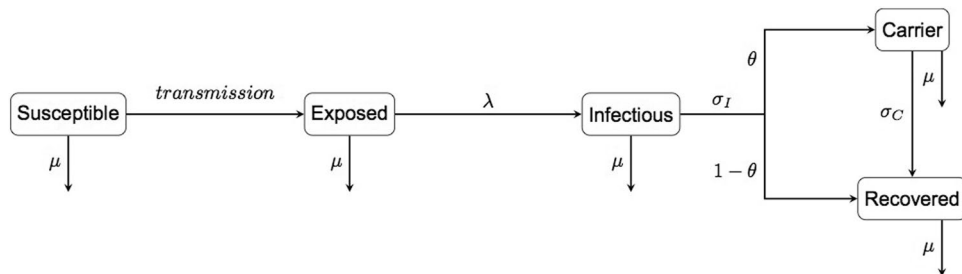 Carrier
θ
μ
transmission
λ
σ_I
Susceptible
Exposed
Infectious
σ_C
μ
μ
μ
1 − θ
Recovered
μ